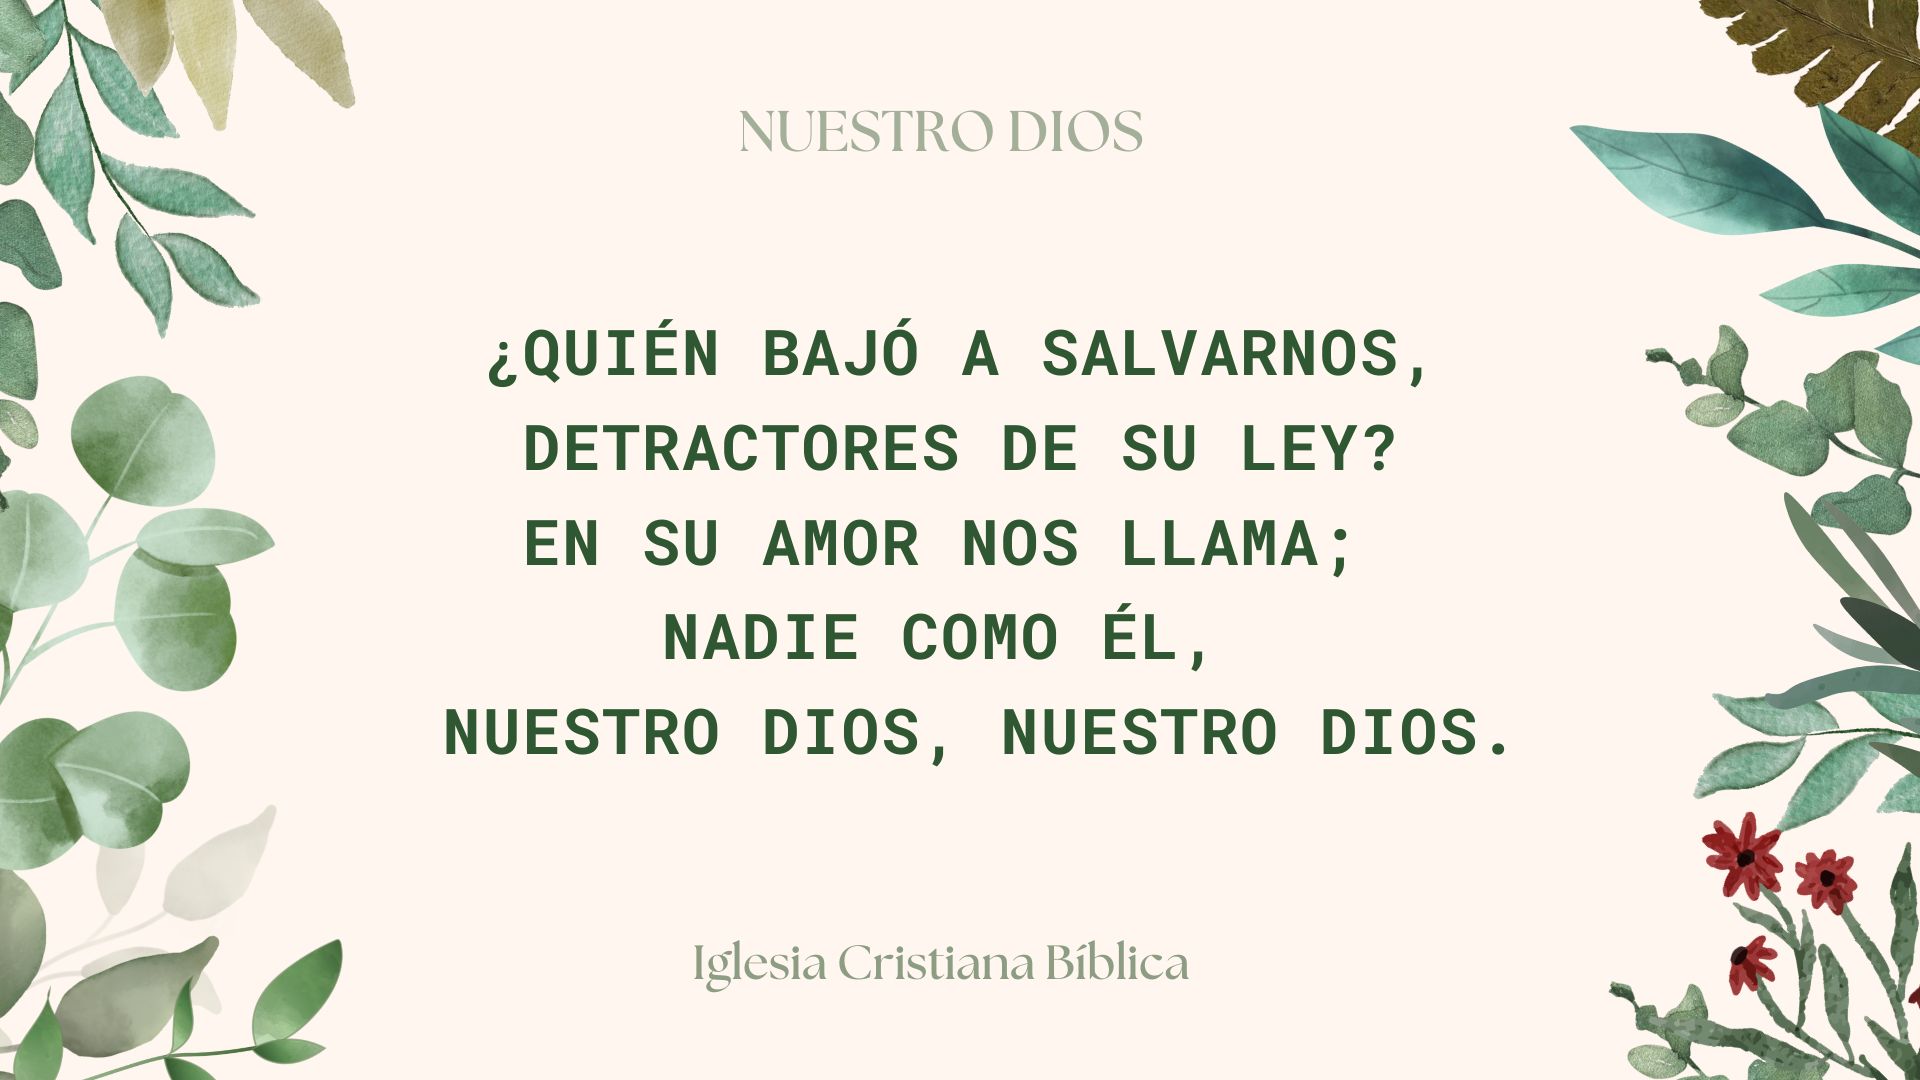 NUESTRO DIOS
¿QUIÉN BAJÓ A SALVARNOS,
DETRACTORES DE SU LEY?
EN SU AMOR NOS LLAMA;
NADIE COMO ÉL,
NUESTRO DIOS, NUESTRO DIOS.
Iglesia Cristiana Bíblica